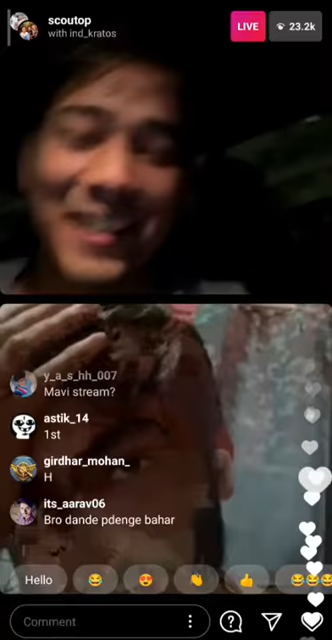 scoutop
with ind_kratos
LIVE
23.2k
y_a_s_hh_007
Mavi stream?
astik_14
1st
girdhar_mohan_
H
its_aarav06
Bro dande pdenge bahar
Hello
Comment